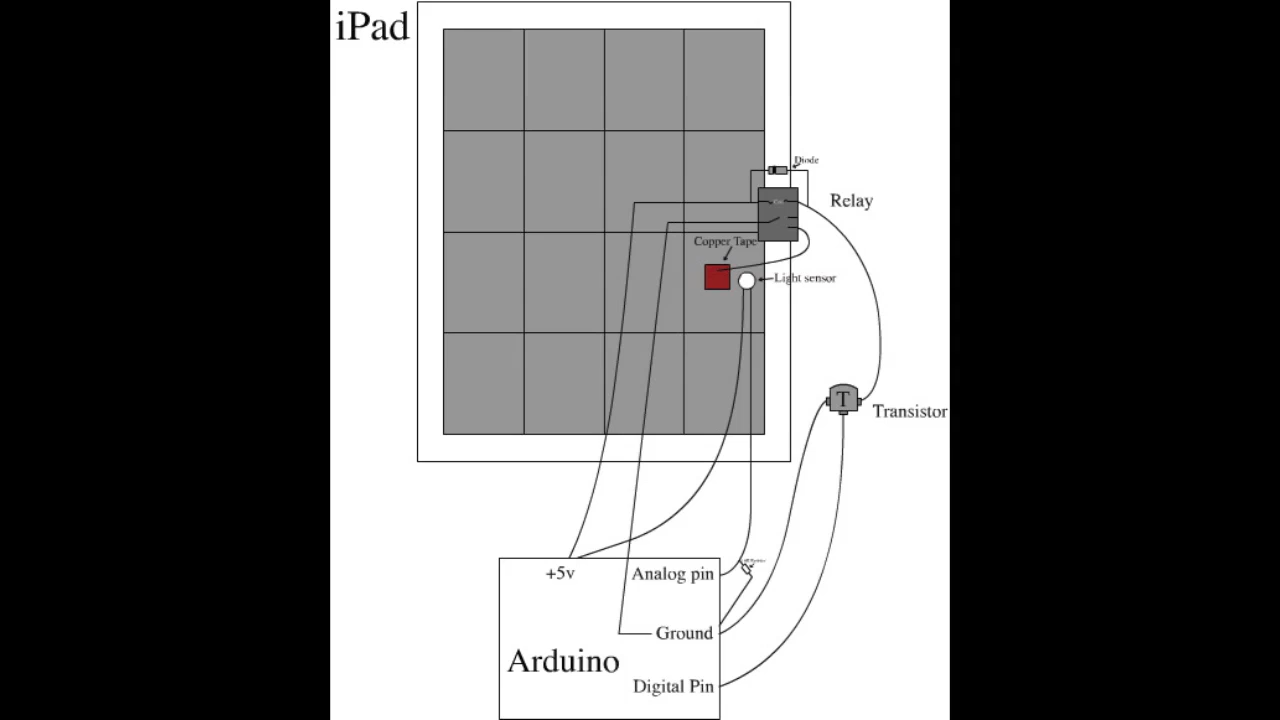 iPad
Diode
Relay
Copper Tape
Light sensor
T
Transistor
+5v
Analog pin
Ground
Arduino
Digital Pin